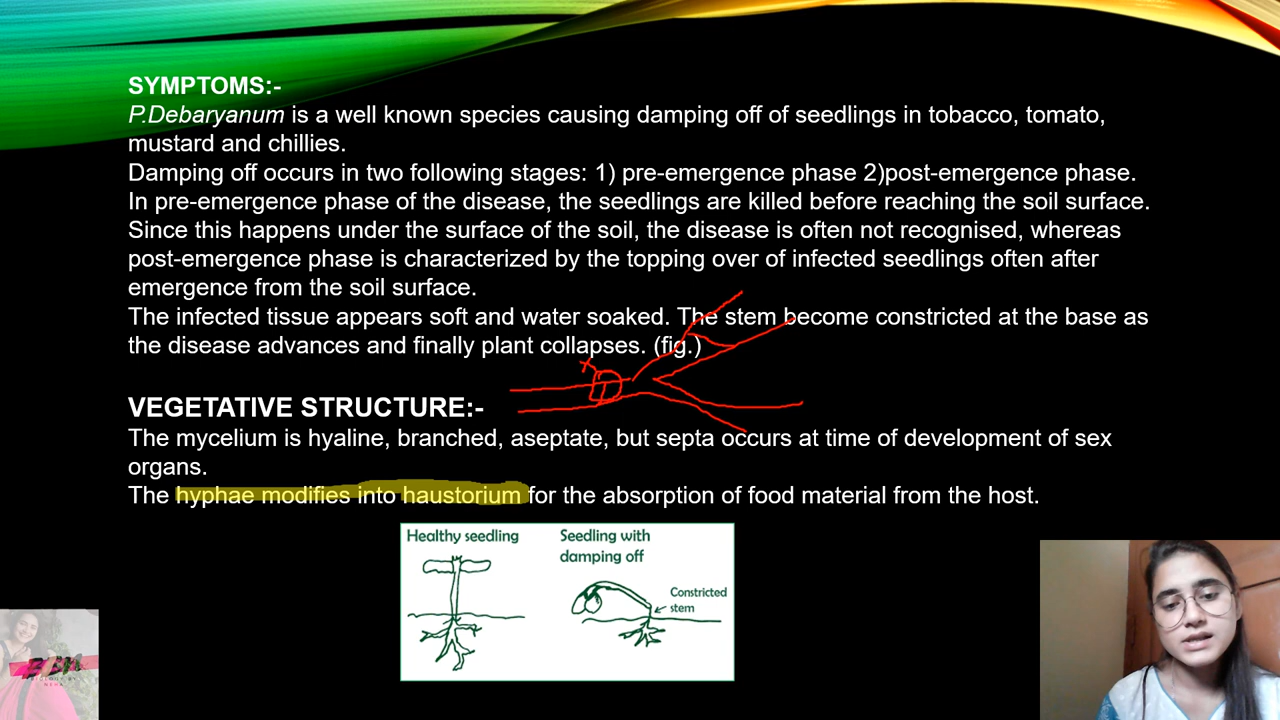 SYMPTOMS:-
P.Debaryanum is a well known species causing damping off of seedlings in tobacco, tomato,
mustard and chillies.
Damping off occurs in two following stages: 1) pre-emergence phase 2)post-emergence phase.
In pre-emergence phase of the disease, the seedlings are killed before reaching the soil surface.
Since this happens under the surface of the soil, the disease is often not recognised, whereas
post-emergence phase is characterized by the topping over of infected seedlings often after
emergence from the soil surface.
The infected tissue appears soft and water soaked. The stem become constricted at the base as
the disease advances and finally plant collapses. (fig.)
VEGETATIVE STRUCTURE:-
The mycelium is hyaline, branched, aseptate, but septa occurs at time of development of sex
organs.
The hyphae modifies into haustorium for the absorption of food material from the host.
Healthy seedling
Seedling with
damping off
Constricted
stem